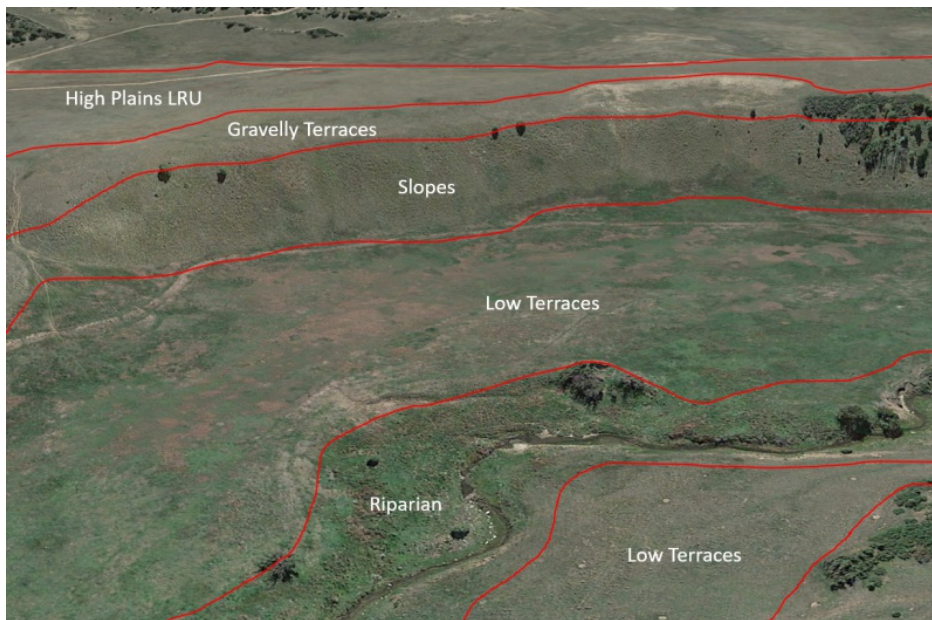 High Plains LRU
Gravelly Terraces
Slopes
Low Terraces
Riparian
Low Terraces